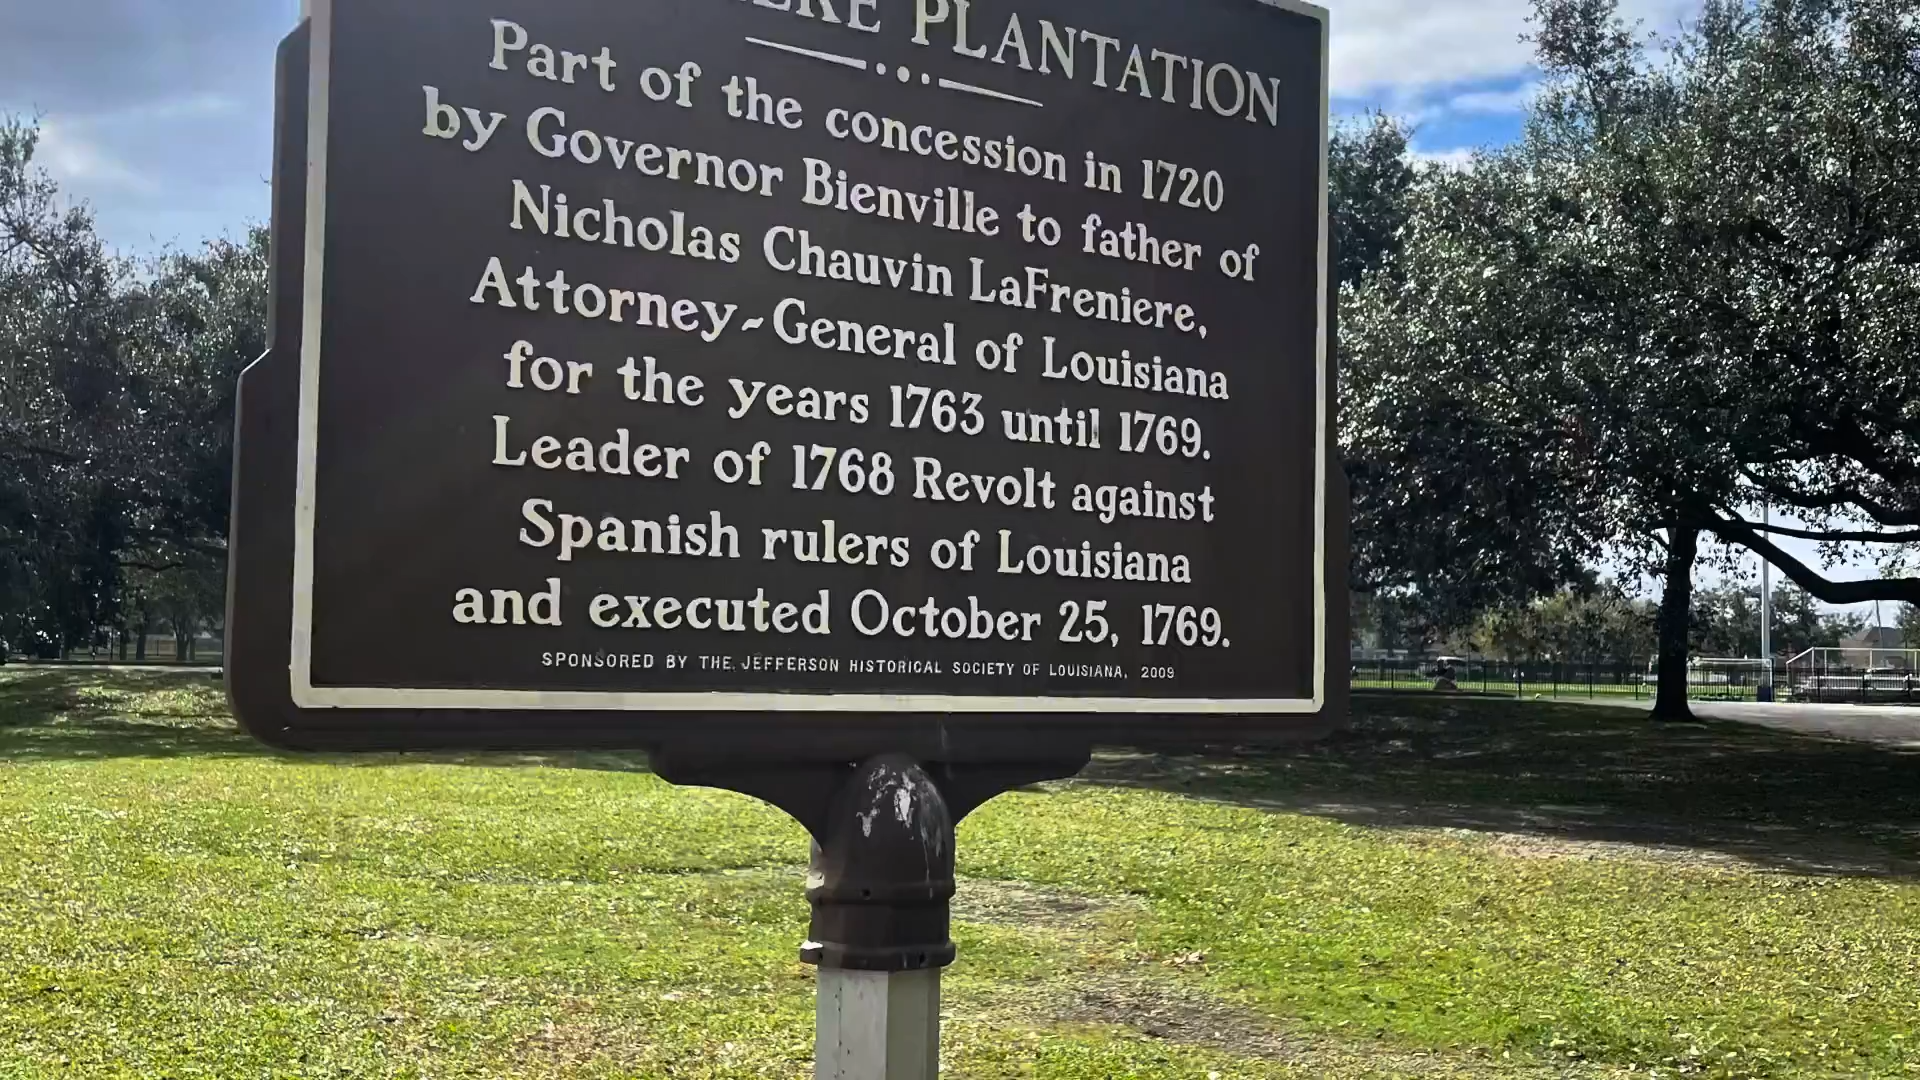 PLANTATION
Part of the concession in 1720
by Governor Bienville to father of
Nicholas Chauvin LaFreniere,
Attorney-General of Louisiana
for the years 1763 until 1769.
Leader of 1768 Revolt against
Spanish rulers of Louisiana
and executed October 25, 1769.
SPONSORED BY THE JEFFERSON HISTORICAL SOCIETY OF LOUISIANA, 2009